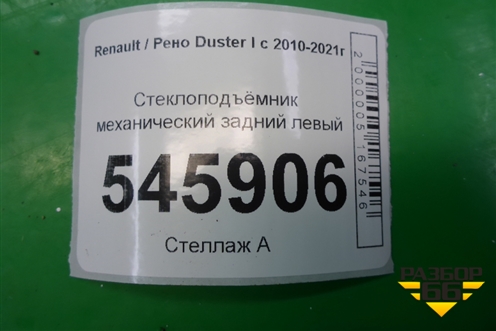 Renault / Рено Duster I с 2010-2021г
Стеклоподъёмник
механический задний левый
545906
Стеллаж А
2000005167546
РАЗБОР
66